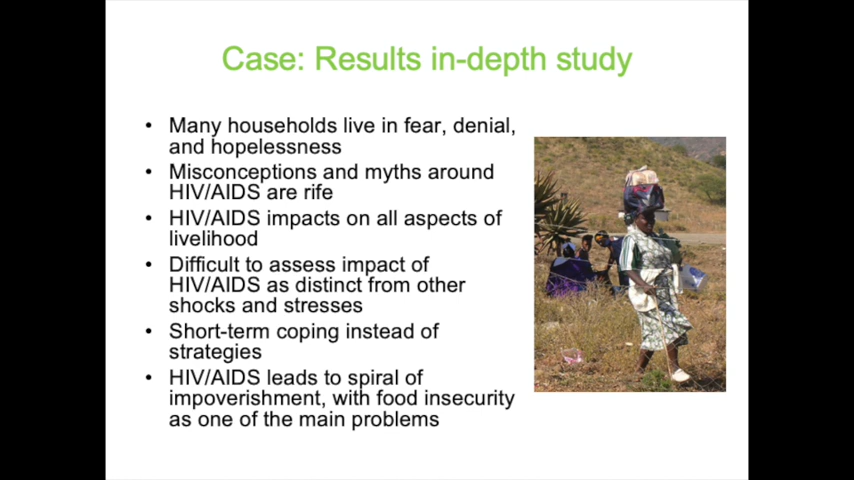 Case: Results in-depth study
• Many households live in fear, denial,
and hopelessness
• Misconceptions and myths around
HIV/AIDS are rife
• HIV/AIDS impacts on all aspects of
livelihood
• Difficult to assess impact of
HIV/AIDS as distinct from other
shocks and stresses
• Short-term coping instead of
strategies
• HIV/AIDS leads to spiral of
impoverishment, with food insecurity
as one of the main problems